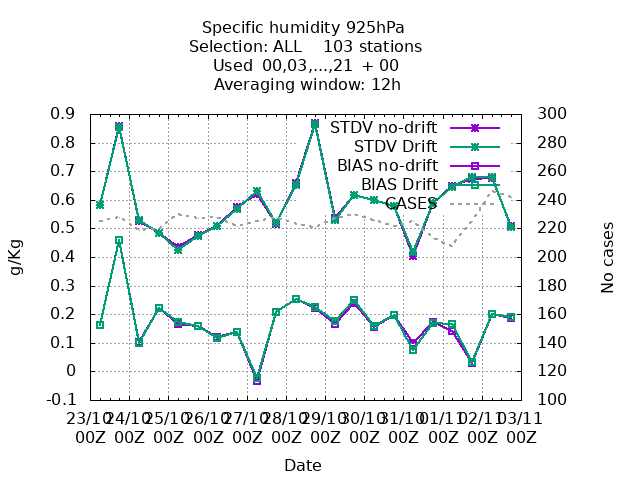 Specific humidity 925hPa
Selection: ALL    103 stations
Used  00,03,...,21  + 00
Averaging window: 12h
0.9
0.8
0.7
0.6
0.5
0.4
0.3
0.2
0.1
0
-0.1
300
280
260
240
220
200
180
160
140
120
100
STDV no-drift
STDV Drift
BIAS no-drift
BIAS Drift
CASES
g/Kg
No cases
23/10 24/10 25/10 26/10 27/10 28/10 29/10 30/10 31/10 01/11 02/11 03/11
00Z 00Z 00Z 00Z 00Z 00Z 00Z 00Z 00Z 00Z 00Z 00Z
Date